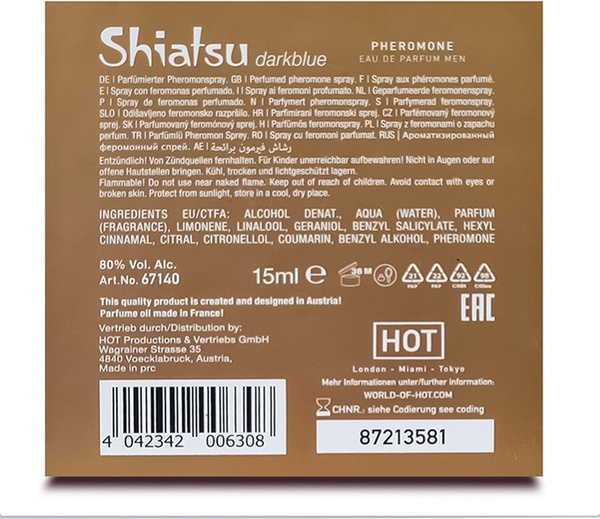 Shiatsu darkblue PHEROMONE
EAU DE PARFUM MEN
DE | Parfümierter Pheromonspray. GB | Perfumed pheromone spray. F | Spray aux phéromones parfumé.
E | Spray con feromonas perfumado. I | Spray ai feromoni profumato. NL | Geparfumeerde feromonenspray.
P | Spray de feromonas perfumado. N | Parfymert pheromonspray. S | Parfymerad feromonspray.
SLO | Odišavljeno feromonsko razpršilo. HR | Parfimirani feromonski sprej. CZ | Parfémovaný feromonový
sprej. SK | Parfumovaný feromónový sprej. H | Parfümös feromonspray. PL | Spray z feromonami o zapachu
perfum. TR | Parfümlü Pheromon Sprey. RO | Spray cu feromoni parfumat. RUS | Ароматизированный
феромонный спрей. AE | رشاش فيرمون برائحة
Entzündlich! Von Zündquellen fernhalten. Für Kinder unerreichbar aufbewahren! Nicht in Augen oder auf
offene Hautstellen bringen. Kühl, trocken und lichtgeschützt lagern.
Flammable! Do not use near naked flame. Keep out of reach of children. Avoid contact with eyes or
broken skin. Protect from sunlight, store in a cool, dry place.
INGREDIENTS EU/CTFA: ALCOHOL DENAT., AQUA (WATER), PARFUM
(FRAGRANCE), LIMONENE, LINALOOL, GERANIOL, BENZYL SALICYLATE, HEXYL
CINNAMAL, CITRAL, CITRONELLOL, COUMARIN, BENZYL ALKOHOL, PHEROMONE
80% Vol. Alc.
Art.No. 67140
15ml e
36 M
21
PAP
22
PAP
92
98
This quality product is created and designed in Austria!
Parfume oil made in France!
EAC
Vertrieb durch/Distribution by:
HOT Productions & Vertriebs GmbH
Wagrainer Strasse 35
4840 Voecklabruck, Austria,
Made in prc
HOT
London - Miami - Tokyo
Mehr Informationen unter/further information:
WORLD-OF-HOT.COM
CHNR.: siehe Codierung see coding
4 042342 006308
87213581